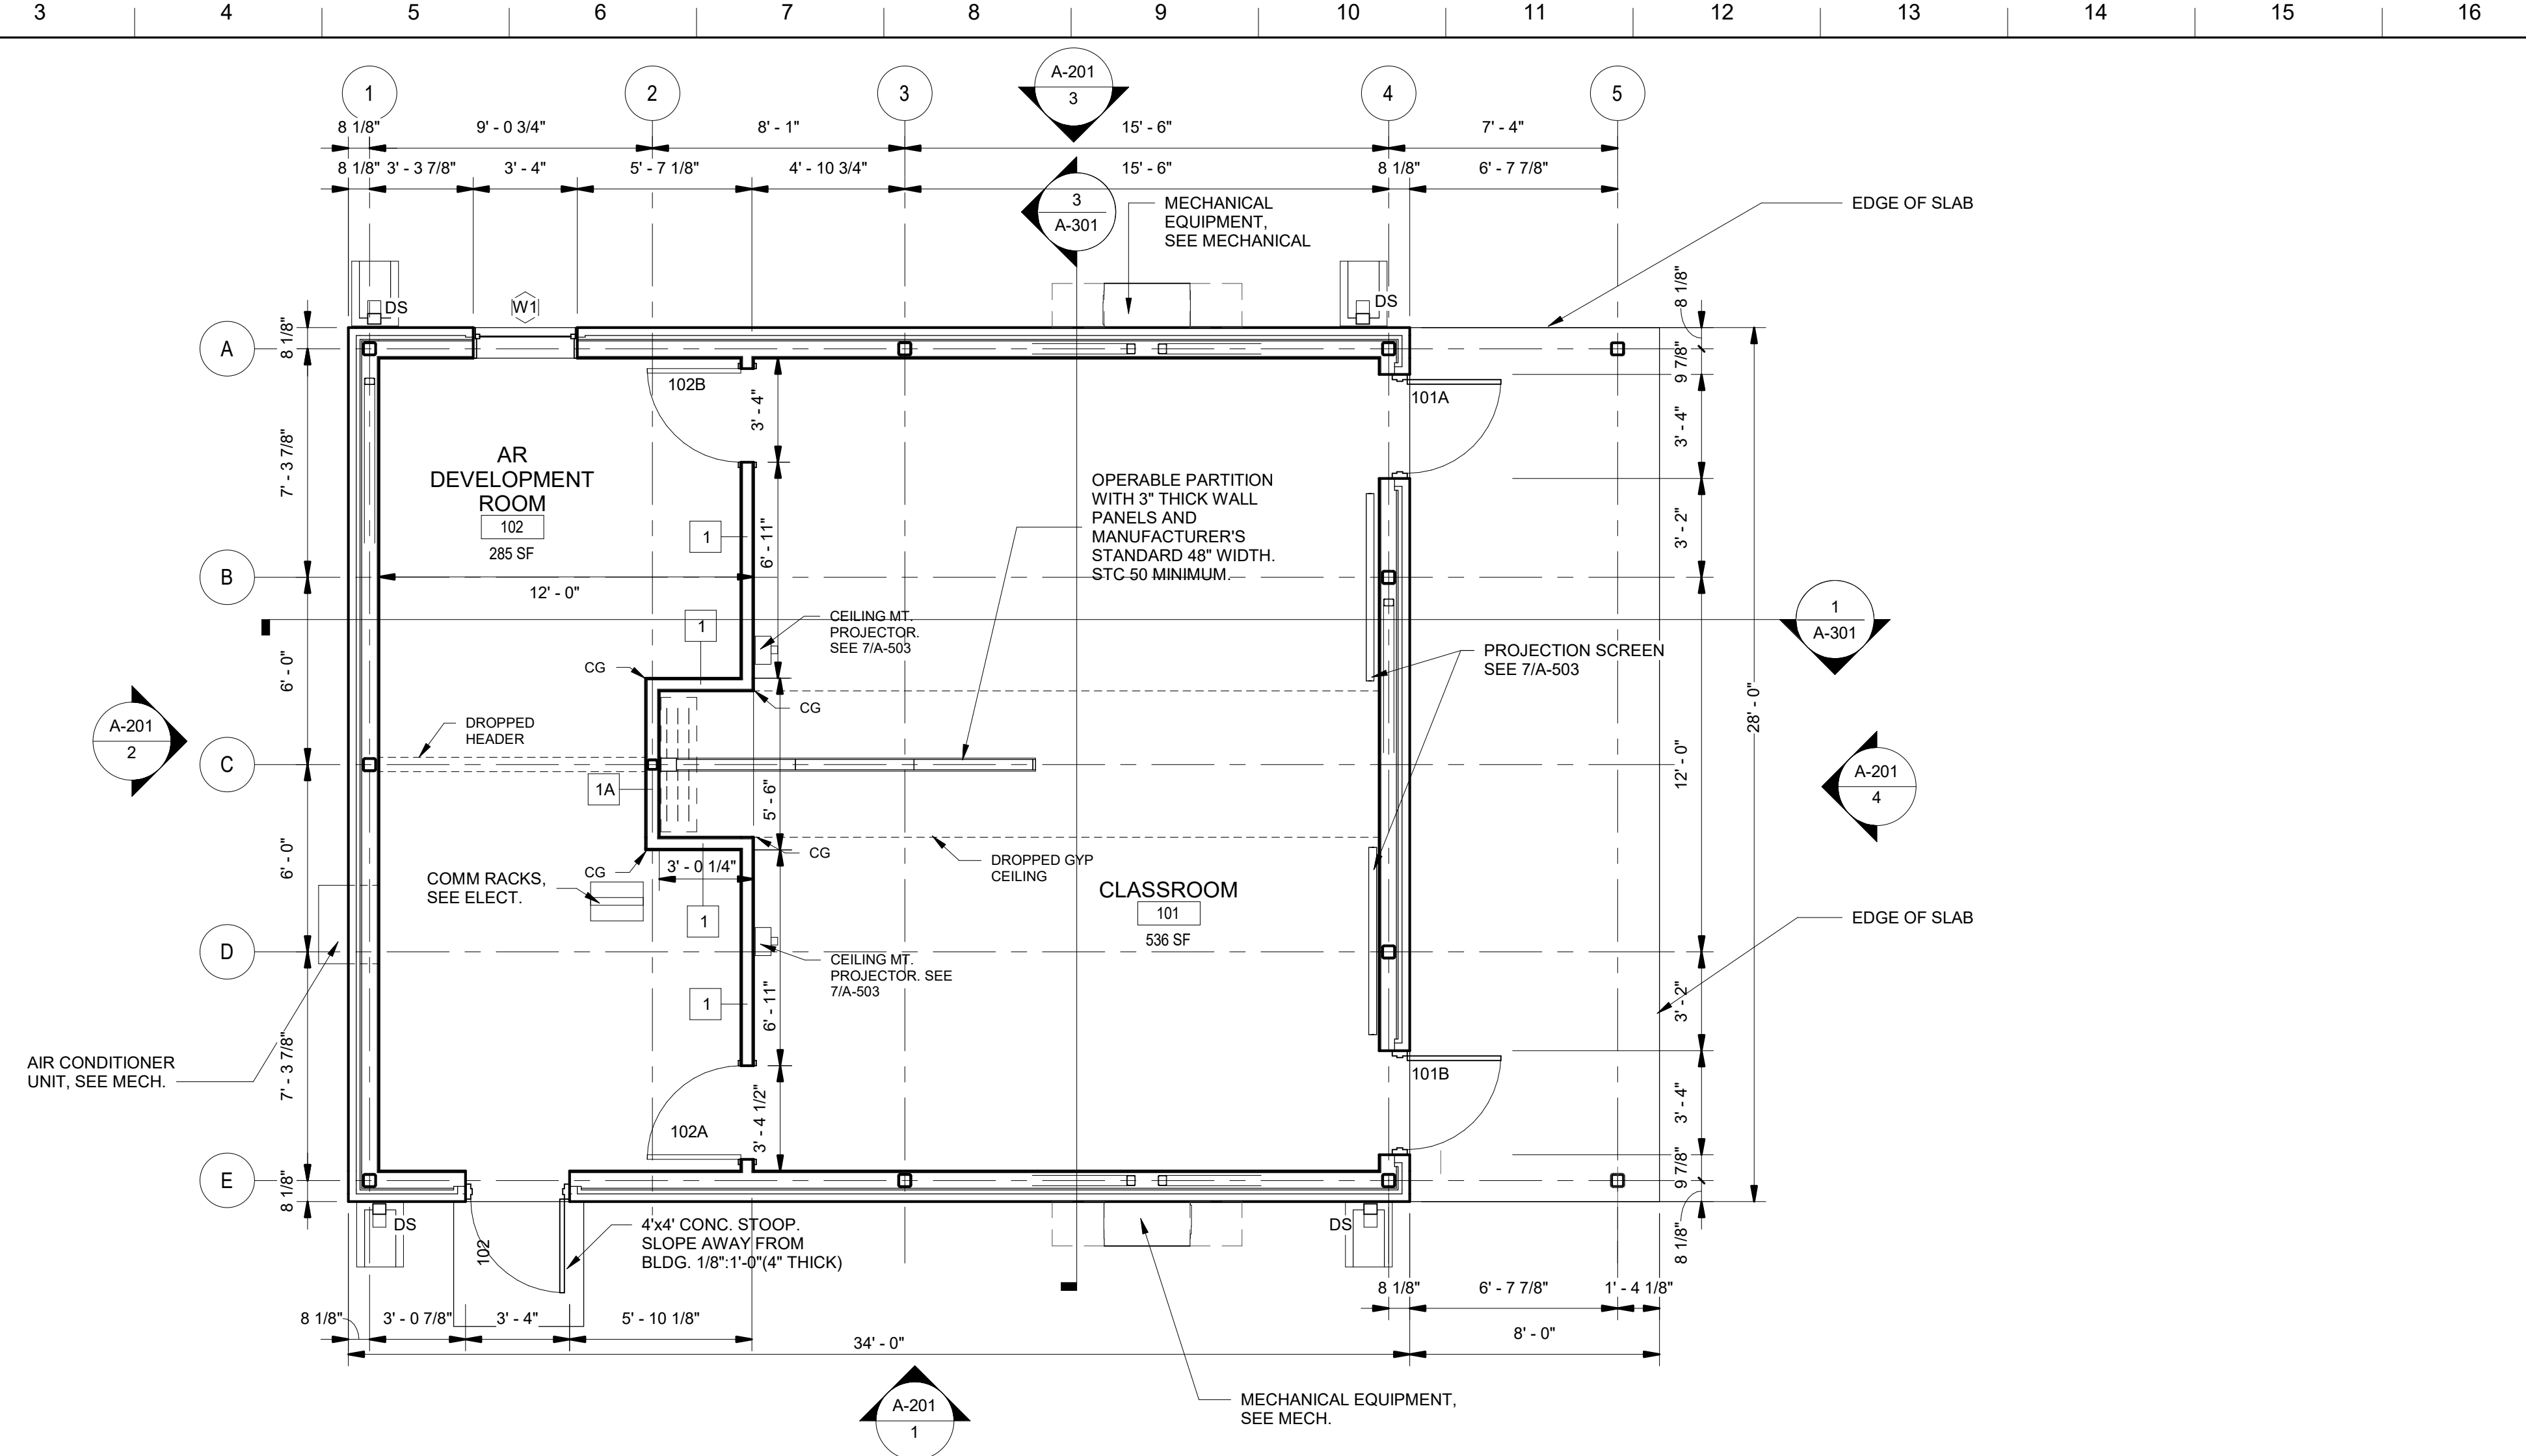 3 4 5 6 7 8 9 10 11 12 13 14 15 16
A-201
3
1 2 3 4 5
8 1/8" 9' - 0 3/4" 8' - 1" 15' - 6" 7' - 4"
8 1/8" 3' - 3 7/8" 3' - 4" 5' - 7 1/8" 4' - 10 3/4" 15' - 6" 8 1/8" 6' - 7 7/8"
3
A-301
MECHANICAL
EQUIPMENT,
SEE MECHANICAL
EDGE OF SLAB
DS
W1
DS
8 1/8"
A
8 1/8"
9 7/8"
102B
3' - 4"
101A
3' - 4"
7' - 3 7/8"
AR
DEVELOPMENT
ROOM
102
285 SF
1
6' - 11"
OPERABLE PARTITION
WITH 3" THICK WALL
PANELS AND
MANUFACTURER'S
STANDARD 48" WIDTH.
STC 50 MINIMUM.
3' - 2"
B
12' - 0"
1
CEILING MT.
PROJECTOR.
SEE 7/A-503
1
A-301
6' - 0"
CG
PROJECTION SCREEN
SEE 7/A-503
CG
28' - 0"
A-201
2
DROPPED
HEADER
C
12' - 0"
A-201
4
1A
5' - 6"
6' - 0"
CG
CG
3' - 0 1/4"
DROPPED GYP
CEILING
COMM RACKS,
SEE ELECT.
1
CLASSROOM
101
536 SF
EDGE OF SLAB
D
CEILING MT.
PROJECTOR. SEE
7/A-503
1
6' - 11"
3' - 2"
7' - 3 7/8"
AIR CONDITIONER
UNIT, SEE MECH.
101B
3' - 4"
102A
3' - 4 1/2"
E
8 1/8"
9 7/8"
DS
102
4'x4' CONC. STOOP.
SLOPE AWAY FROM
BLDG. 1/8":1'-0"(4" THICK)
DS
8 1/8"
8 1/8" 6' - 7 7/8" 1' - 4 1/8"
8 1/8" 3' - 0 7/8" 3' - 4" 5' - 10 1/8"
34' - 0" 8' - 0"
A-201
1
MECHANICAL EQUIPMENT,
SEE MECH.